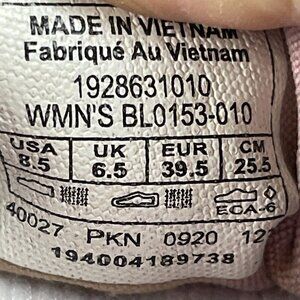 MADE IN VIETNAM
Fabriqué Au Vietnam
1928631010
WMN'S BL0153-010
USA UK EUR CM
8.5 6.5 39.5 25.5
ECA-6
40027 PKN 0920 12
194004189738